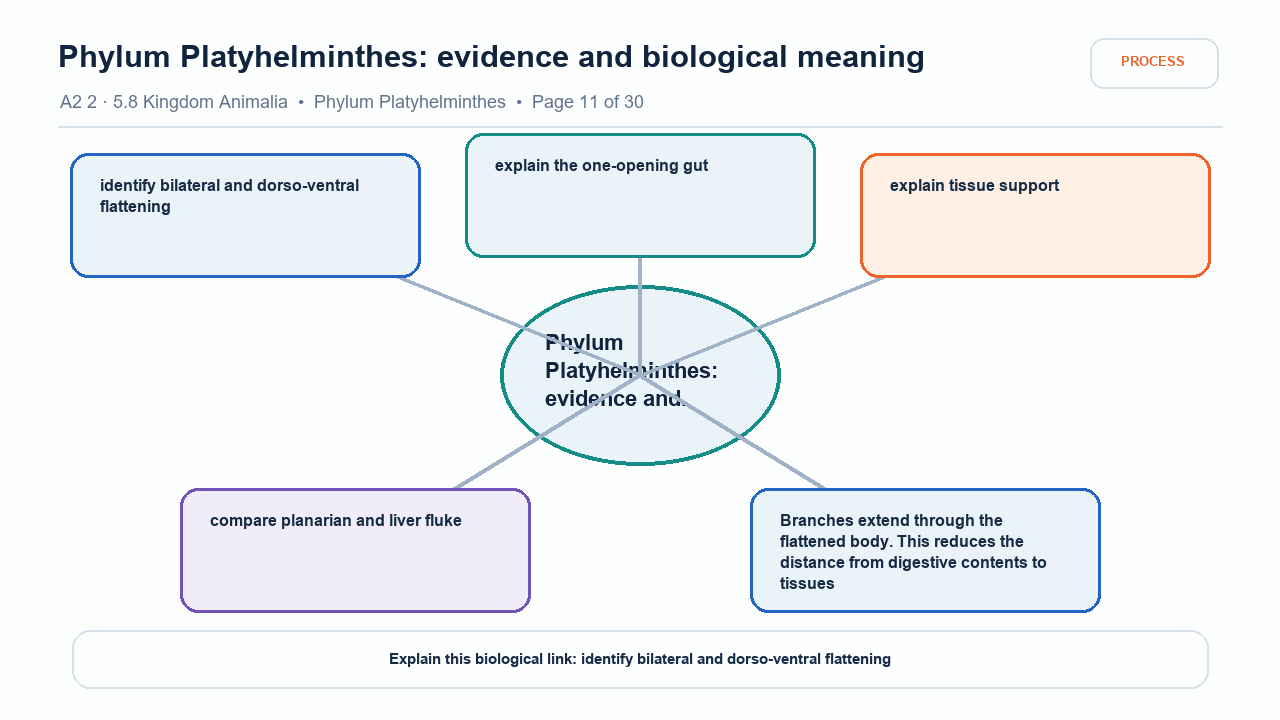 Phylum Platyhelminthes: evidence and biological meaning
PROCESS
A2 2 · 5.8 Kingdom Animalia • Phylum Platyhelminthes • Page 11 of 30
identify bilateral and dorso-ventral
flattening
explain the one-opening gut
explain tissue support
Phylum
Platyhelminthes:
evidence and.
compare planarian and liver fluke
Branches extend through the
flattened body. This reduces the
distance from digestive contents to
tissues
Explain this biological link: identify bilateral and dorso-ventral flattening